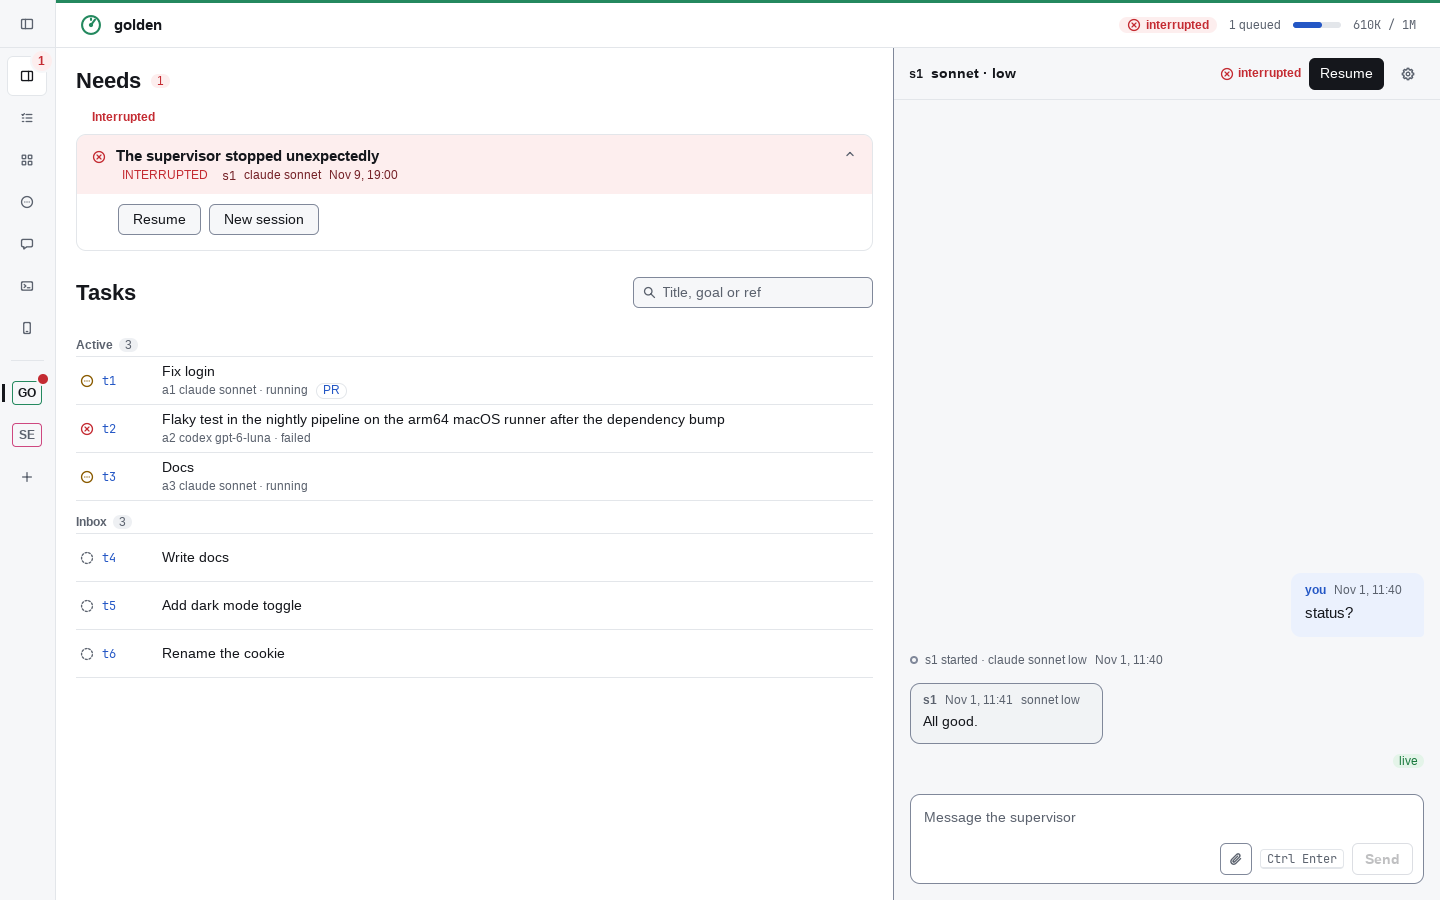 golden
interrupted
1 queued
610K / 1M
1
GO
SE
Needs 1
Interrupted
The supervisor stopped unexpectedly
INTERRUPTED s1 claude sonnet Nov 9, 19:00
Resume
New session
Tasks
Title, goal or ref
Active 3
t1 Fix login
a1 claude sonnet · running PR
t2 Flaky test in the nightly pipeline on the arm64 macOS runner after the dependency bump
a2 codex gpt-6-luna · failed
t3 Docs
a3 claude sonnet · running
Inbox 3
t4 Write docs
t5 Add dark mode toggle
t6 Rename the cookie
s1 sonnet · low
interrupted
Resume
you Nov 1, 11:40
status?
s1 started · claude sonnet low Nov 1, 11:40
s1 Nov 1, 11:41 sonnet low
All good.
live
Message the supervisor
Ctrl Enter
Send